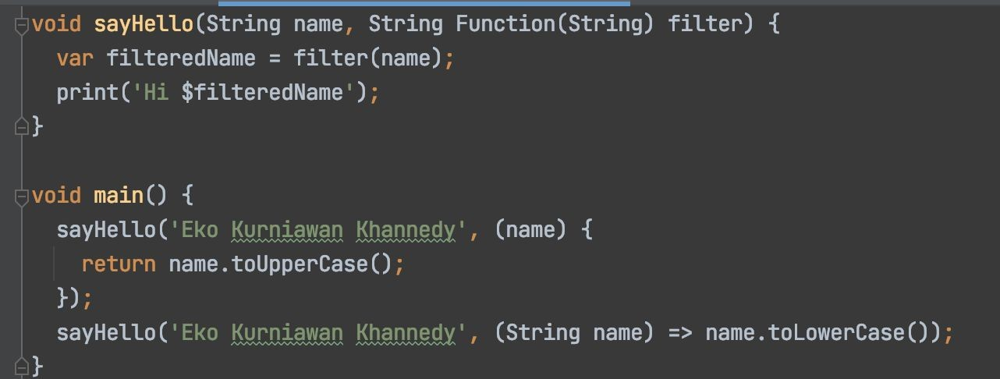 void sayHello(String name, String Function(String) filter) {
  var filteredName = filter(name);
  print('Hi $filteredName');
}

void main() {
  sayHello('Eko Kurniawan Khannedy', (name) {
    return name.toUpperCase();
  });
  sayHello('Eko Kurniawan Khannedy', (String name) => name.toLowerCase());
}